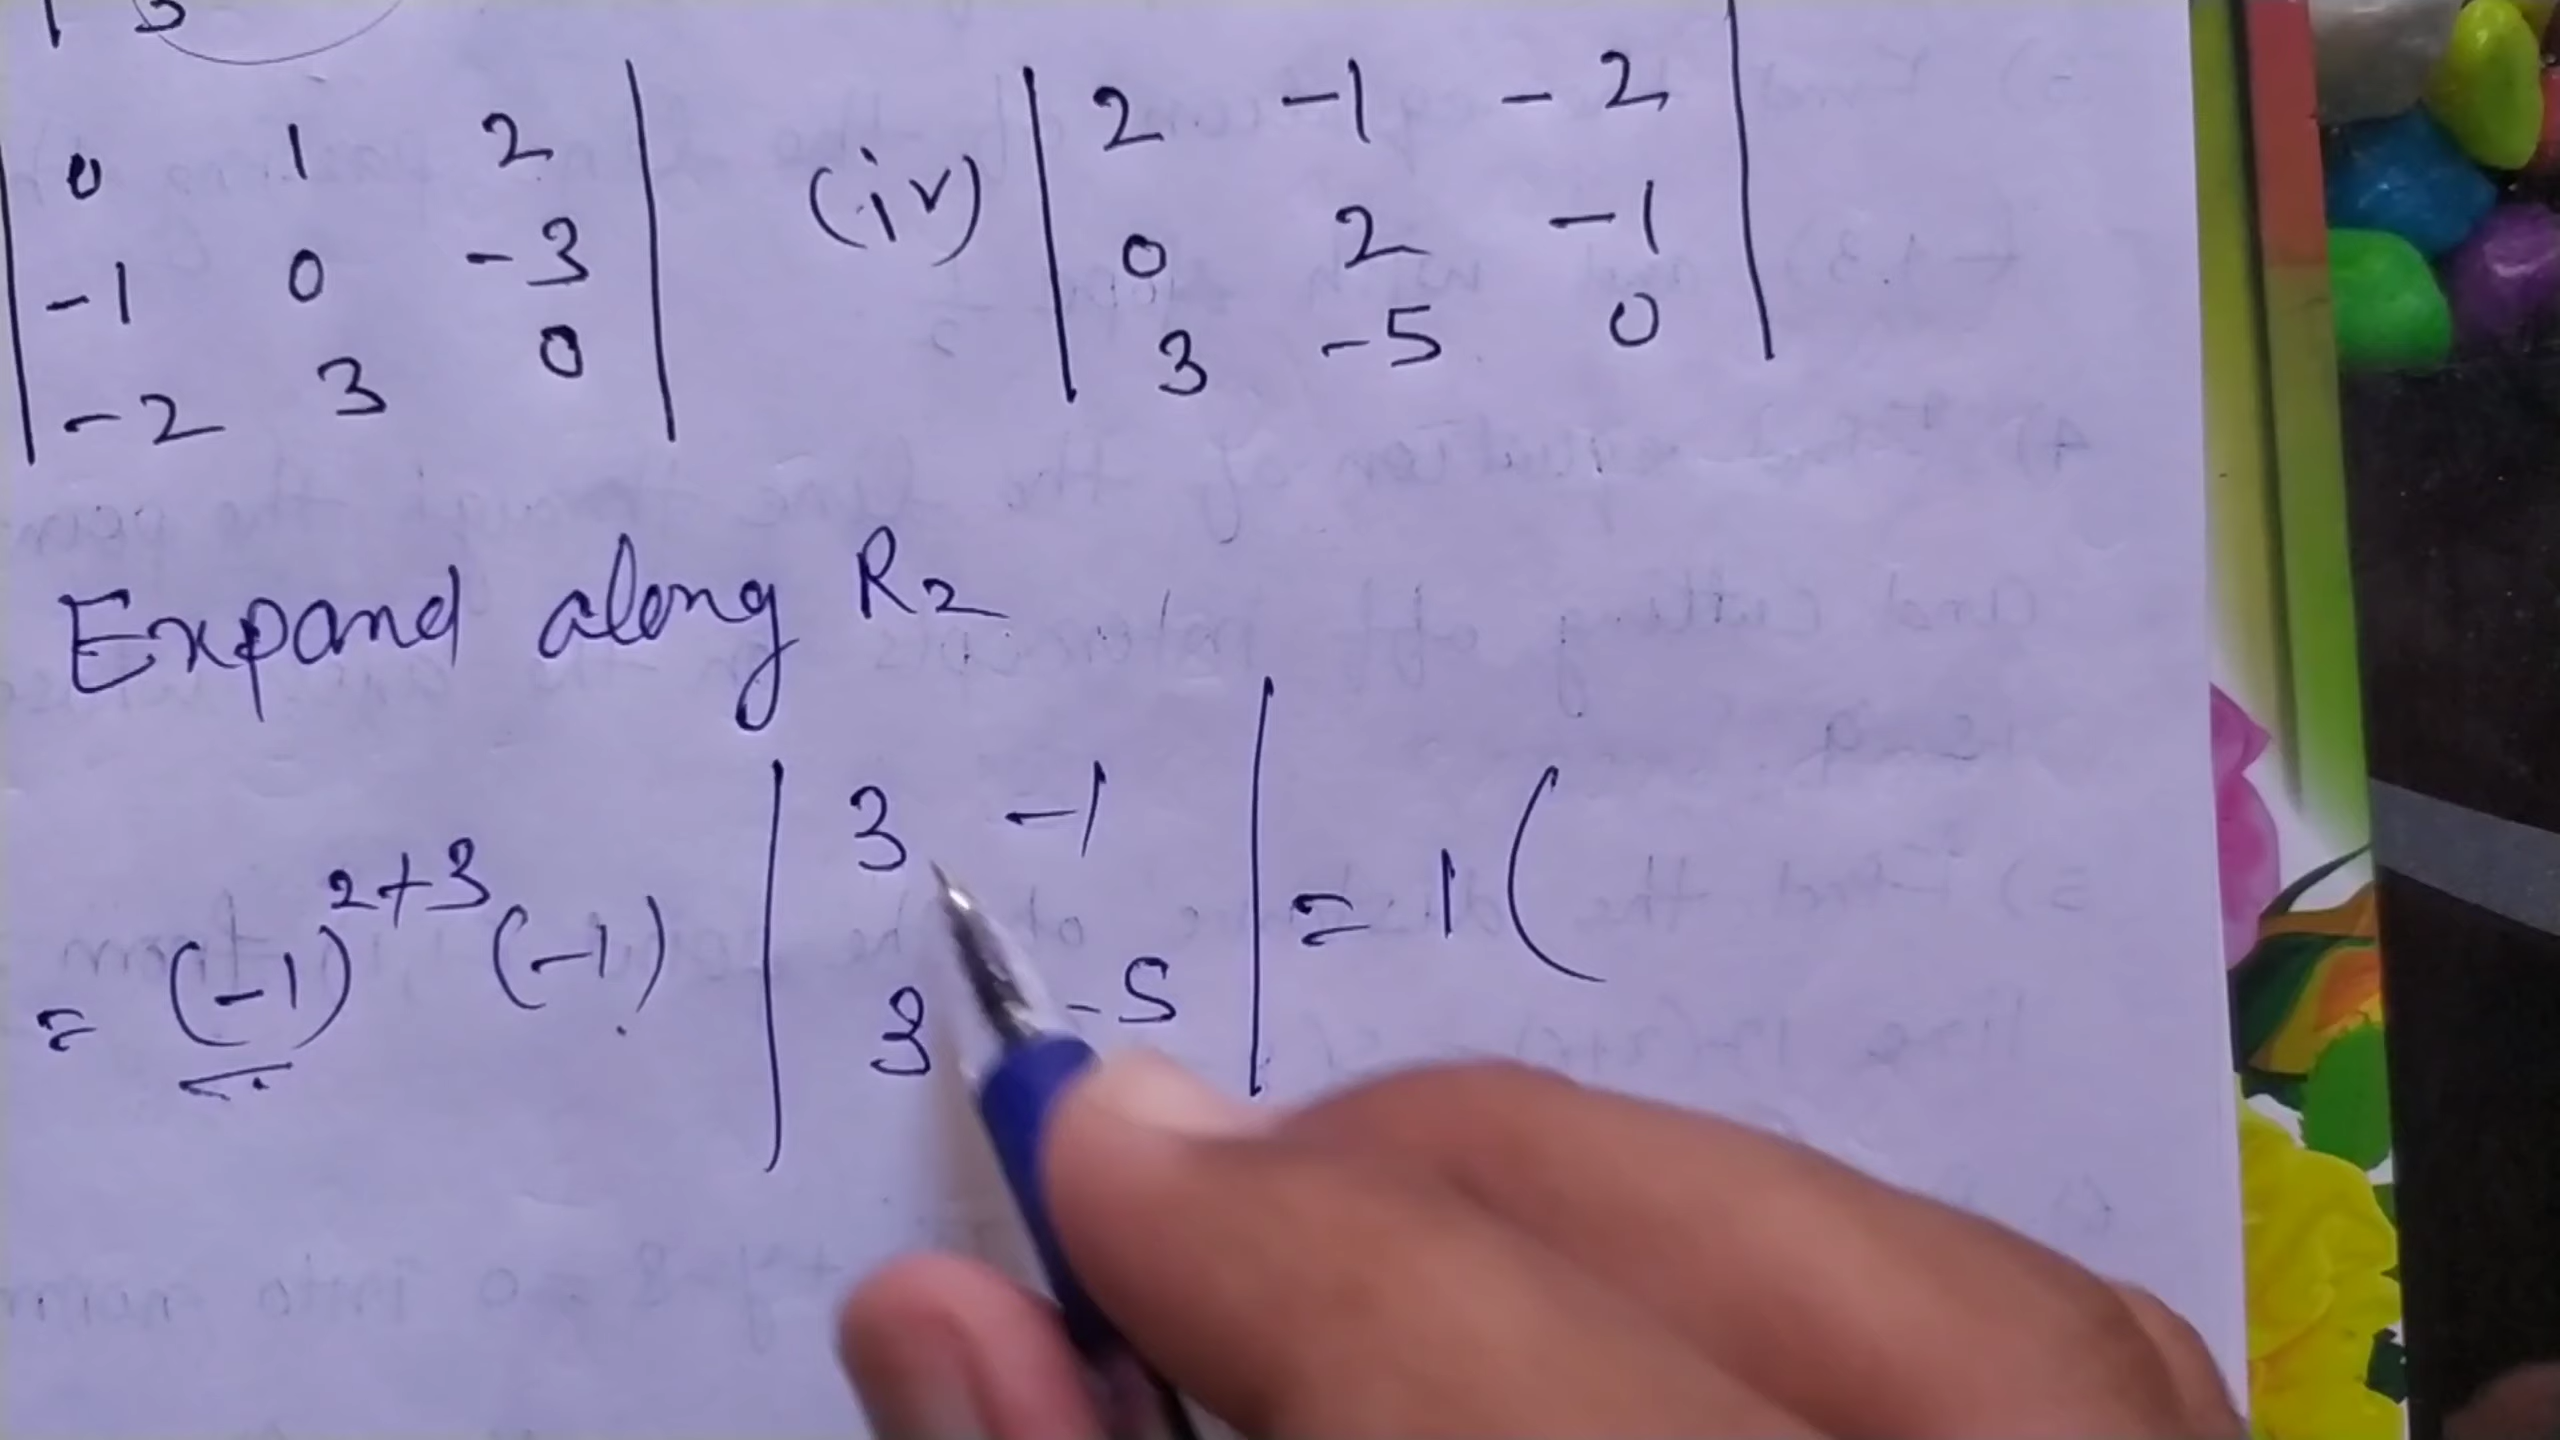 0 1 2 (iv) 2 -1 -2
-1 0 -3 0 2 -1
-2 3 0 3 -5 0
Expand along R₂
= (-1)²⁺³ (-1) | 3 -1 | = 1(
3 -5